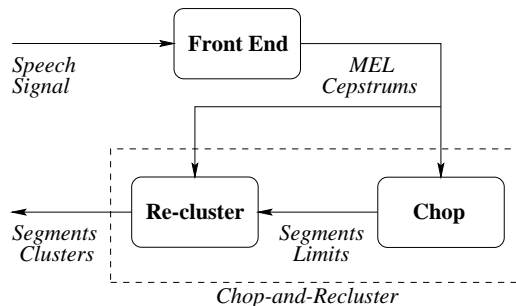 Front End
Speech
Signal
MEL
Cepstrums
Re-cluster
Chop
Segments
Clusters
Segments
Limits
Chop-and-Recluster